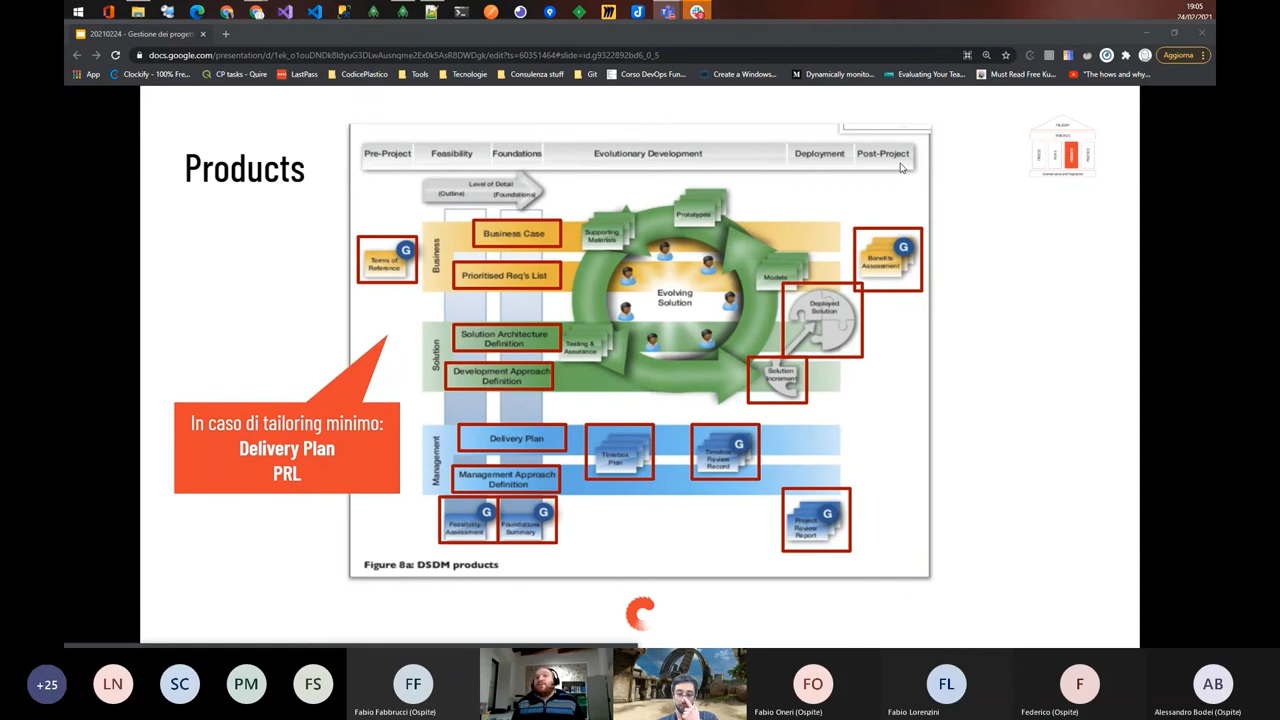 19:05
24/02/2021
20210224 - Gestione dei progett
docs.google.com/presentation/d/1ek_o1ouDNDk8ldyuG3DLwAusnqme2Ex0k5AsR8DWDgk/edit?ts=60351464#slide=id.g9322892bd6_0_5
Aggiorna
App
Clockify - 100% Fre...
CP tasks - Quire
LastPass
CodicePlastico
Tools
Tecnologie
Consulenza stuff
Git
Corso DevOps Fun...
Create a Windows...
Dynamically monito...
Evaluating Your Tea...
Must Read Free Ku...
"The hows and why...
Products
Pre-Project
Feasibility
Foundations
Evolutionary Development
Deployment
Post-Project
Level of Detail
(Outline)
(Foundations)
Business
Solution
Management
Terms of
Reference
G
Business Case
Prioritised Req's List
Solution Architecture
Definition
Development Approach
Definition
Delivery Plan
Management Approach
Definition
Feasibility
Assessment
G
Foundations
Summary
G
Supporting
Materials
Prototypes
Models
Testing &
Assurance
Evolving
Solution
Solution
Increment
Deployed
Solution
Benefits
Assessment
G
Timebox
Plan
Timebox
Review
Record
G
Project
Review
Report
G
In caso di tailoring minimo:
Delivery Plan
PRL
Figure 8a: DSDM products
+25
LN
SC
PM
FS
FF
Fabio Fabbrucci (Ospite)
FO
Fabio Oneri (Ospite)
FL
Fabio Lorenzini
F
Federico (Ospite)
AB
Alessandro Bodei (Ospite)